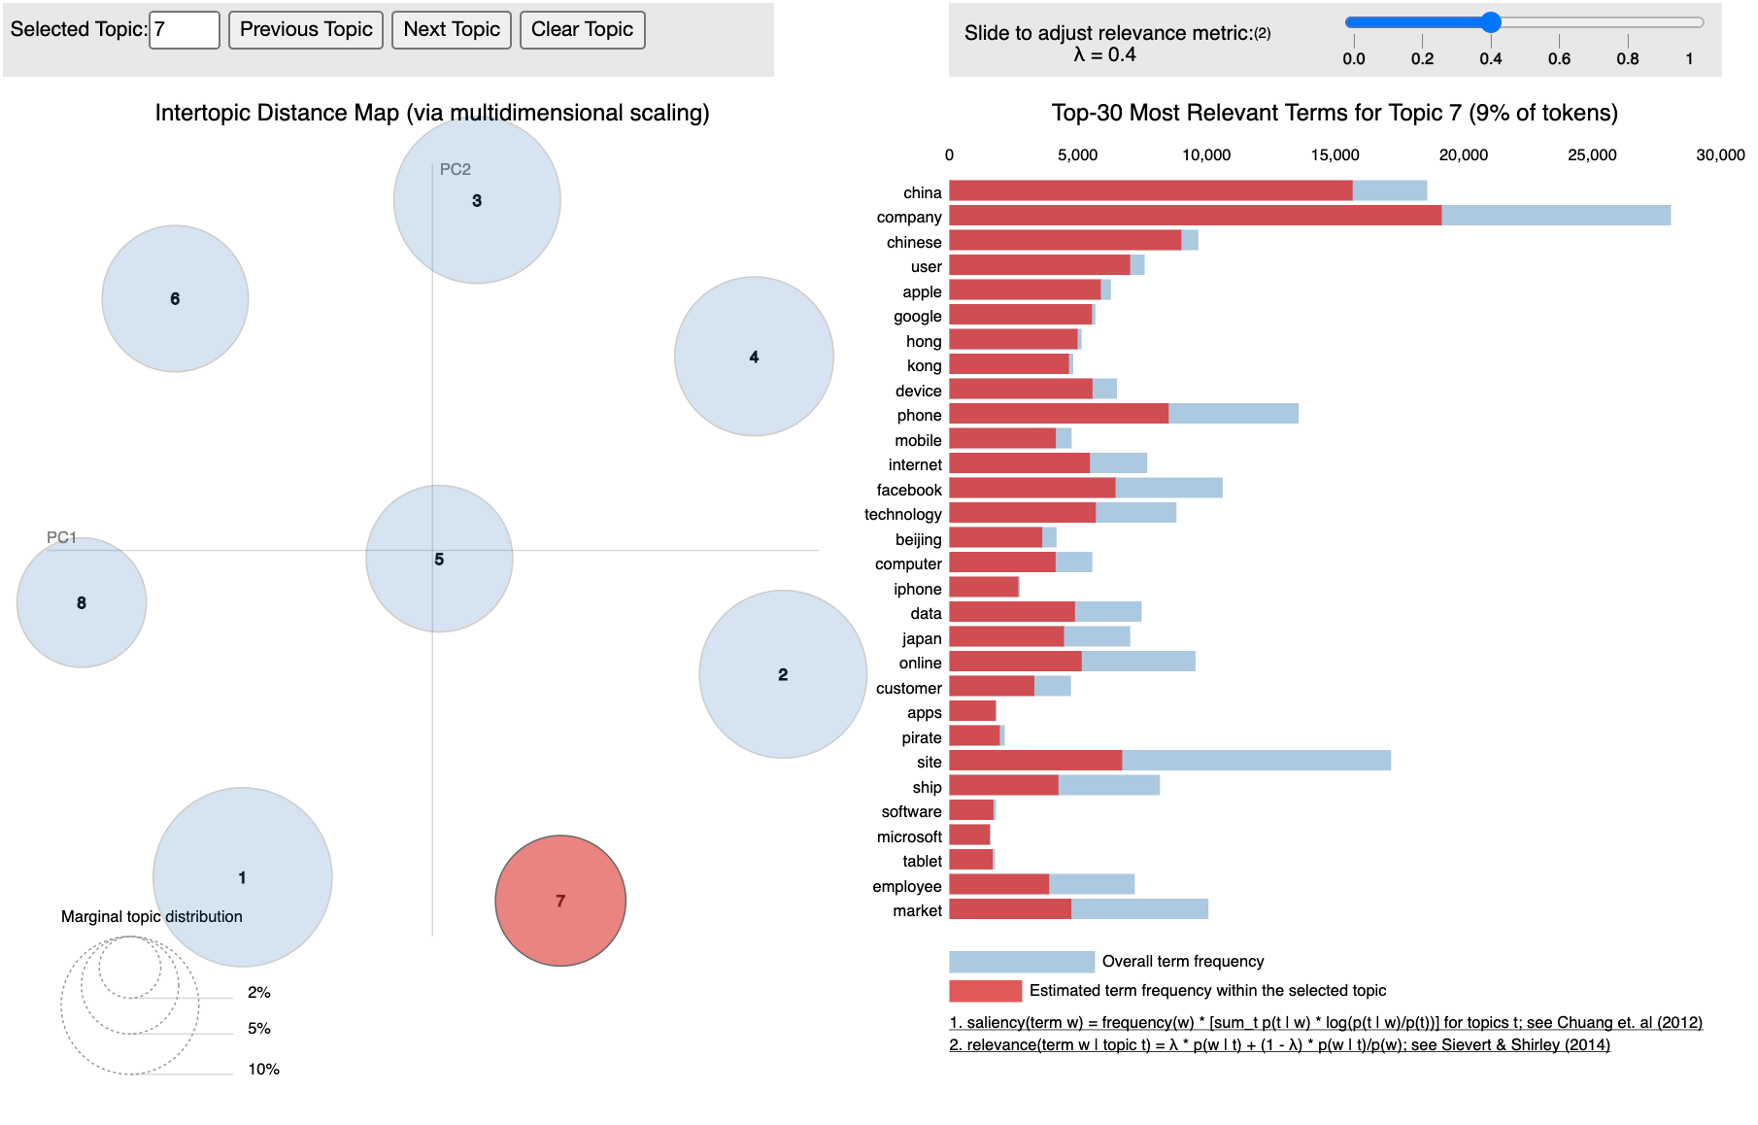 Selected Topic: 7 Previous Topic Next Topic Clear Topic
Slide to adjust relevance metric:(2)
λ = 0.4
0.0 0.2 0.4 0.6 0.8 1
Intertopic Distance Map (via multidimensional scaling)
PC2
3
6
4
PC1
5
8
2
1
7
Marginal topic distribution
2%
5%
10%
Top-30 Most Relevant Terms for Topic 7 (9% of tokens)
0 5,000 10,000 15,000 20,000 25,000 30,000
china
company
chinese
user
apple
google
hong
kong
device
phone
mobile
internet
facebook
technology
beijing
computer
iphone
data
japan
online
customer
apps
pirate
site
ship
software
microsoft
tablet
employee
market
Overall term frequency
Estimated term frequency within the selected topic
1. saliency(term w) = frequency(w) * [sum_t p(t | w) * log(p(t | w)/p(t))] for topics t; see Chuang et. al (2012)
2. relevance(term w | topic t) = λ * p(w | t) + (1 - λ) * p(w | t)/p(w); see Sievert & Shirley (2014)